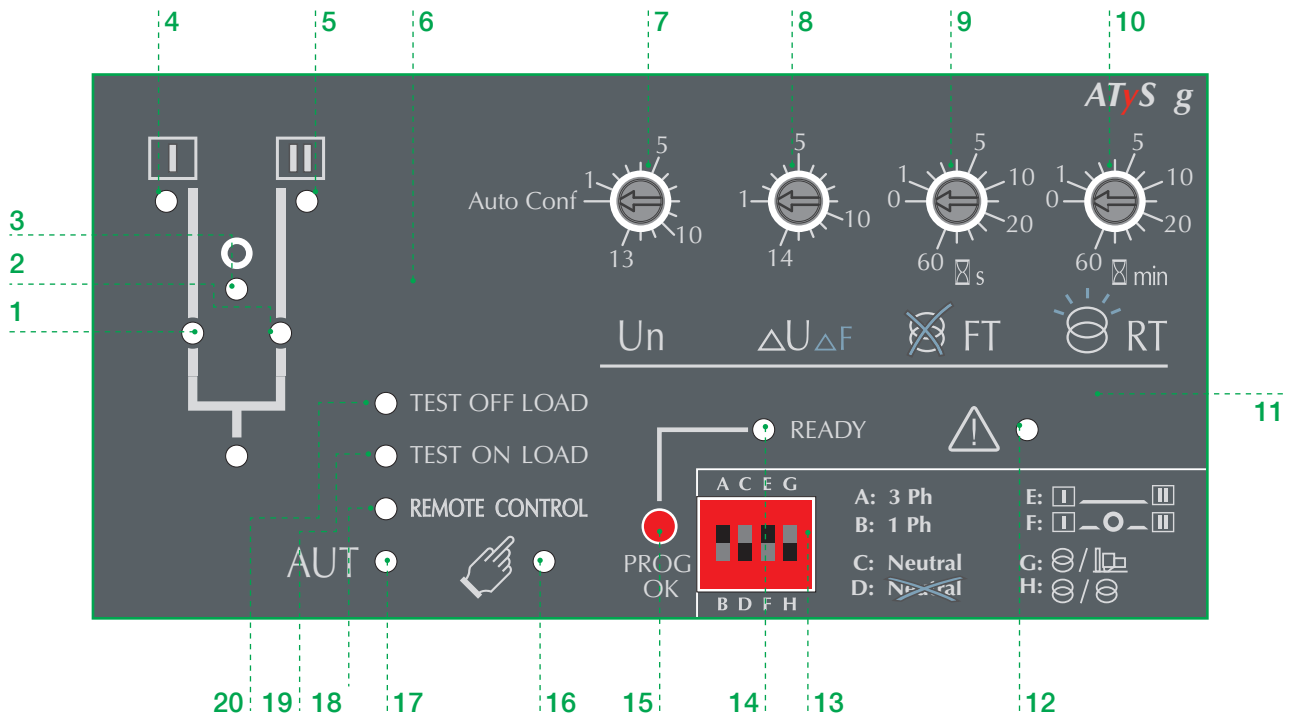 4 5 6 7 8 9 10
ATyS g
I II
5 5 5 5
1 1 1
Auto Conf 1 0 10 0 10
3
10 10 20 20
13 14 60 s 60 min
2
1
Un ΔU ΔF FT RT
TEST OFF LOAD
11
READY
TEST ON LOAD
A C E G
A: 3 Ph E: I II
REMOTE CONTROL
B: 1 Ph F: I O II
AUT
PROG
OK
C: Neutral G: /
D: Neutral H: /
B D F H
20 19 18 17 16 15 14 13 12